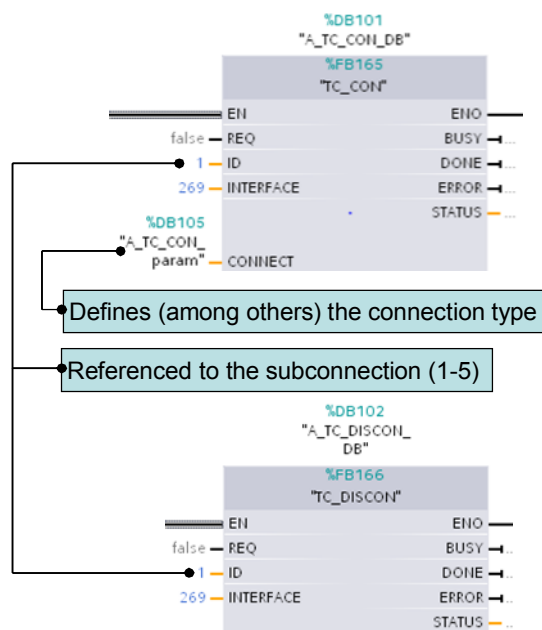 %DB101
"A_TC_CON_DB"
%FB165
"TC_CON"
EN ENO
false REQ BUSY ...
1 ID DONE ...
269 INTERFACE ERROR ...
STATUS ...
%DB105
"A_TC_CON_
param" CONNECT
Defines (among others) the connection type
Referenced to the subconnection (1-5)
%DB102
"A_TC_DISCON_
DB"
%FB166
"TC_DISCON"
EN ENO
false REQ BUSY ..
1 ID DONE ..
269 INTERFACE ERROR ..
STATUS ..